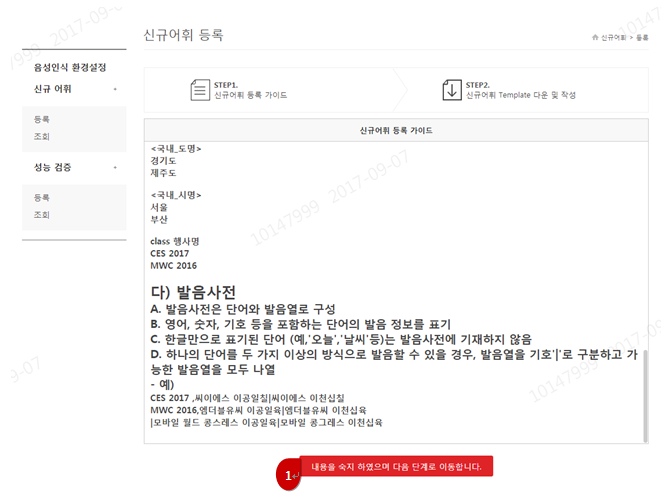 신규어휘 등록
신규어휘 > 등록
음성인식 환경설정
신규 어휘
등록
조회
성능 검증
등록
조회
STEP1.
신규어휘 등록 가이드
STEP2.
신규어휘 Template 다운 및 작성
신규어휘 등록 가이드
<국내_도명>
경기도
제주도
<국내_시명>
서울
부산
class 행사명
CES 2017
MWC 2016
다) 발음사전
A. 발음사전은 단어와 발음열로 구성
B. 영어, 숫자, 기호 등을 포함하는 단어의 발음 정보를 표기
C. 한글만으로 표기된 단어 (예,'오늘','날씨'등)는 발음사전에 기재하지 않음
D. 하나의 단어를 두 가지 이상의 방식으로 발음할 수 있을 경우, 발음열을 기호'|'로 구분하고 가
능한 발음열을 모두 나열
- 예)
CES 2017 ,씨이에스 이공일칠|씨이에스 이천십칠
MWC 2016,엠더블유씨 이공일육|엠더블유씨 이천십육
|모바일 월드 콩스레스 이공일육|모바일 콩그레스 이천십육
1 내용을 숙지 하였으며 다음 단계로 이동합니다.
10147999 2017-09-07